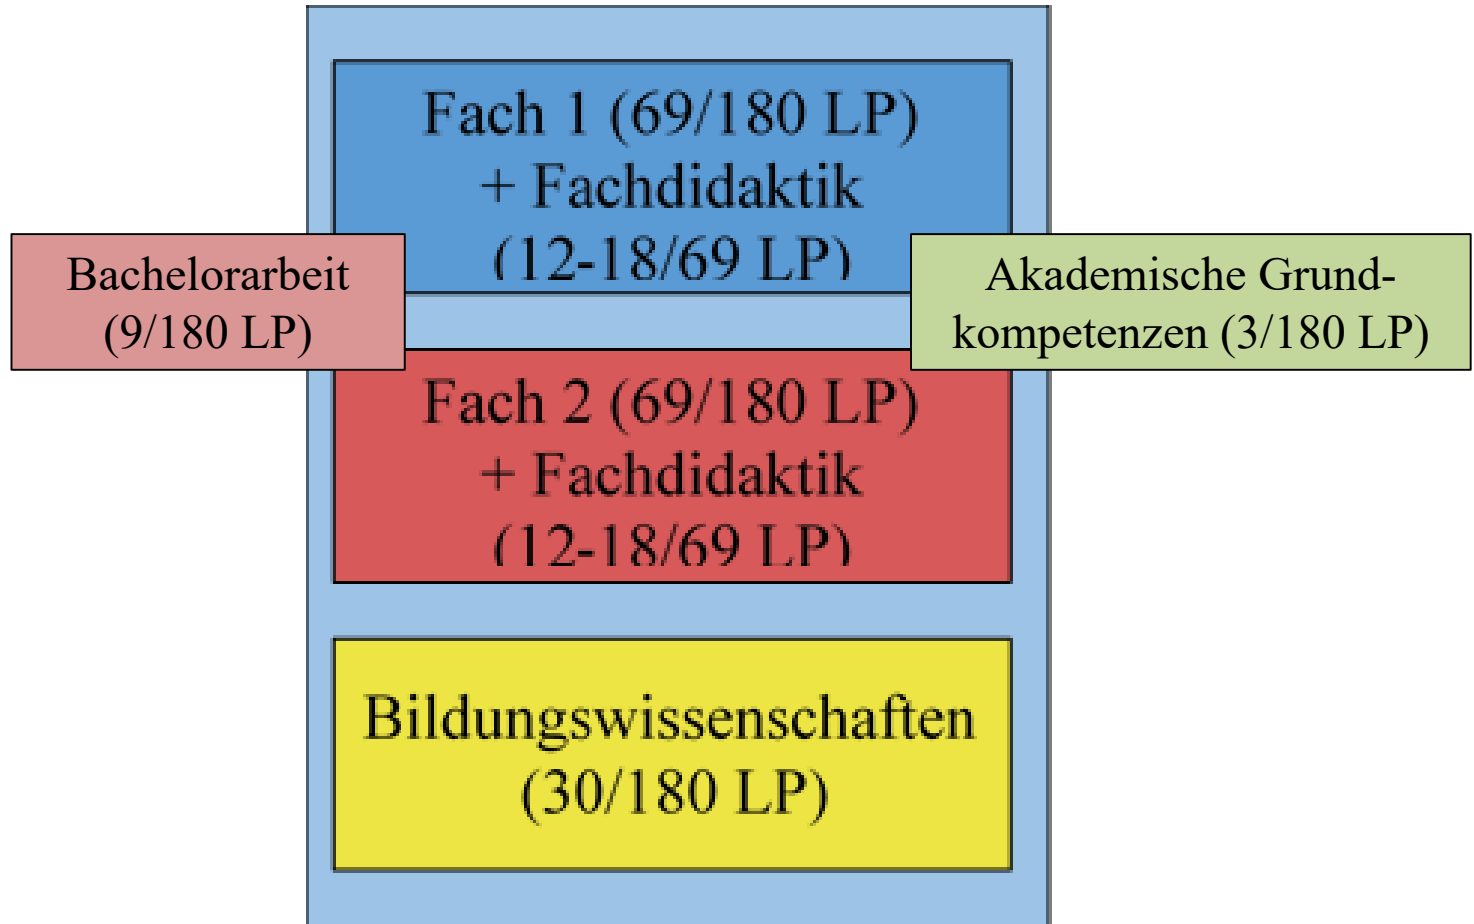 Fach 1 (69/180 LP)
+ Fachdidaktik
(12-18/69 LP)
Bachelorarbeit
(9/180 LP)
Akademische Grund-
kompetenzen (3/180 LP)
Fach 2 (69/180 LP)
+ Fachdidaktik
(12-18/69 LP)
Bildungswissenschaften
(30/180 LP)